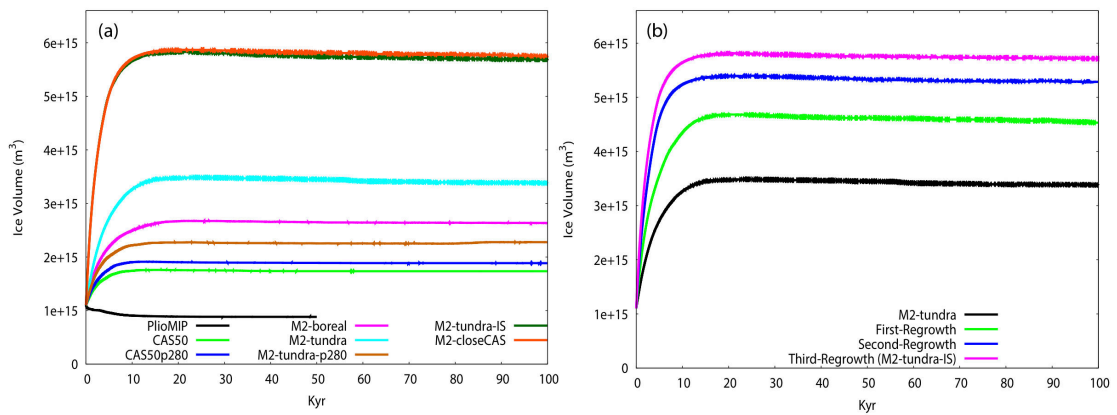 (a)
6e+15
5e+15
4e+15
3e+15
2e+15
1e+15
0
Ice Volume (m³)
0 10 20 30 40 50 60 70 80 90 100
Kyr
PlioMIP
CAS50
CAS50p280
M2-boreal
M2-tundra
M2-tundra-p280
M2-tundra-IS
M2-closeCAS
(b)
6e+15
5e+15
4e+15
3e+15
2e+15
1e+15
0
Ice Volume (m³)
0 10 20 30 40 50 60 70 80 90 100
Kyr
M2-tundra
First-Regrowth
Second-Regrowth
Third-Regrowth (M2-tundra-IS)